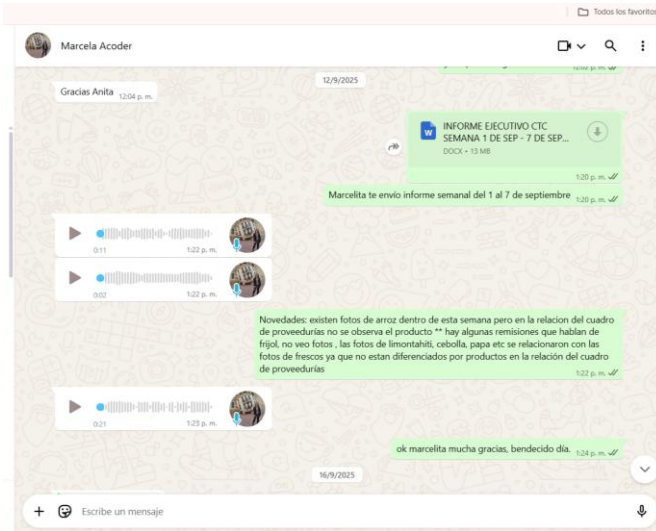 Todos los favoritos
Marcela Acoder
12:02 p. m.
12/9/2025
Gracias Anita 12:04 p. m.
INFORME EJECUTIVO CTC
SEMANA 1 DE SEP - 7 DE SEP...
DOCX • 13 MB
1:20 p. m.
Marcelita te envío informe semanal del 1 al 7 de septiembre 1:20 p. m.
0:11 1:22 p. m.
0:02 1:22 p. m.
Novedades: existen fotos de arroz dentro de esta semana pero en la relacion del cuadro
de proveedurías no se observa el producto ** hay algunas remisiones que hablan de
frijol, no veo fotos , las fotos de limontahiti, cebolla, papa etc se relacionaron con las
fotos de frescos ya que no estan diferenciados por productos en la relación del cuadro
de proveedurías
1:22 p. m.
0:21 1:23 p. m.
ok marcelita mucha gracias, bendecido día. 1:24 p. m.
16/9/2025
Escribe un mensaje